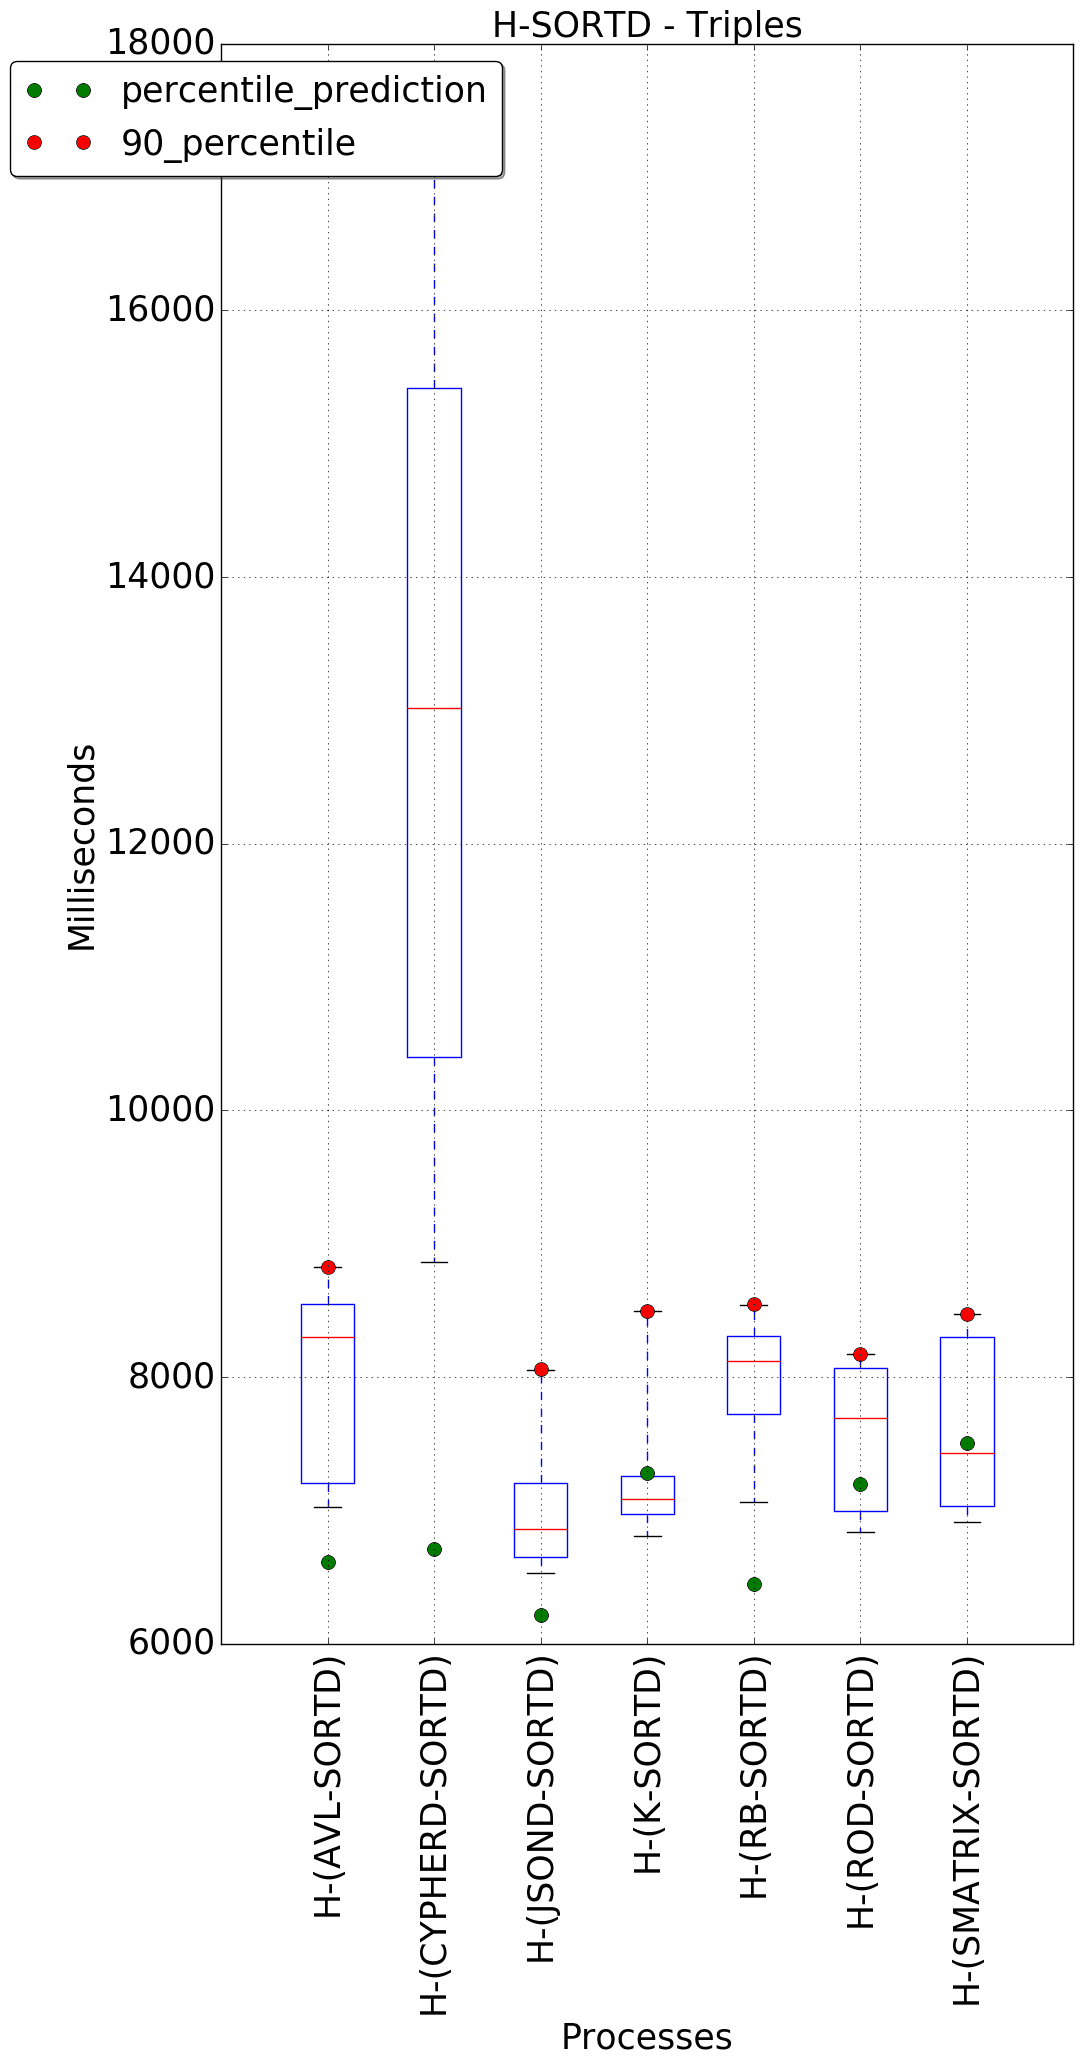 H-SORTD - Triples
percentile_prediction
90_percentile
18000
16000
14000
12000
10000
8000
6000
Milliseconds
H-(AVL-SORTD)
H-(CYPHERD-SORTD)
H-(JSOND-SORTD)
H-(K-SORTD)
H-(RB-SORTD)
H-(ROD-SORTD)
H-(SMATRIX-SORTD)
Processes